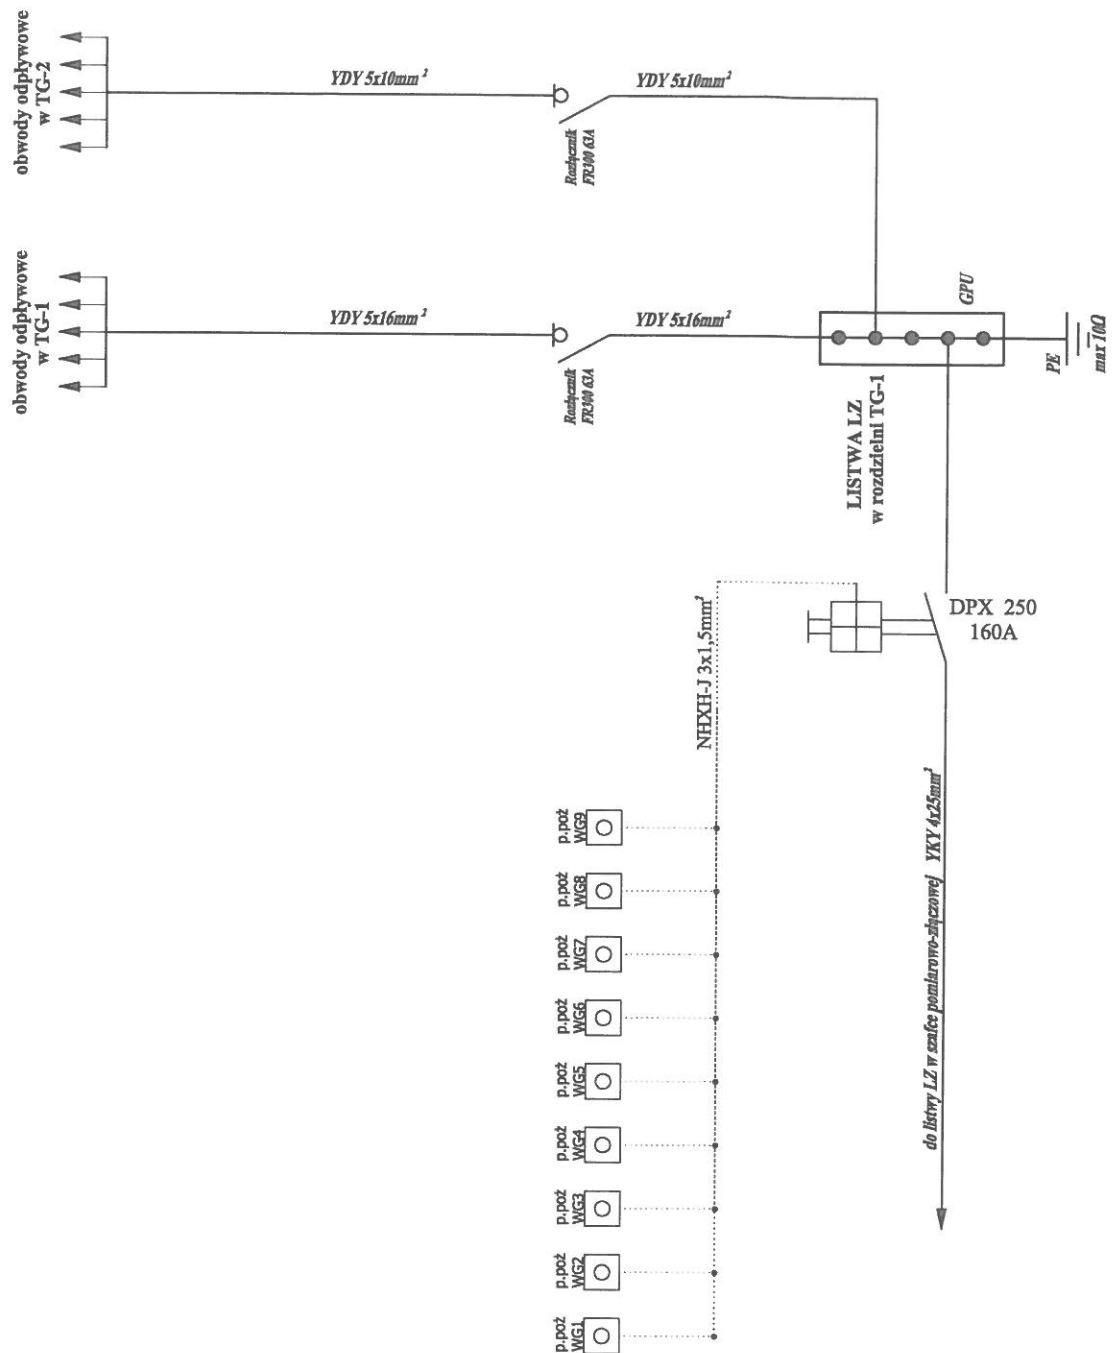 obwody odpływowe
w TG-2
YDY 5x10mm²
Rozłącznik
FR300 63A
YDY 5x10mm²
obwody odpływowe
w TG-1
YDY 5x16mm²
Rozłącznik
FR300 63A
YDY 5x16mm²
GPU
PE
max 10Ω
LISTWA LZ
w rozdzielni TG-1
DPX 250
160A
NHXH-J 3x1,5mm²
do listwy LZ w szafce pomiarowo-złączowej YKY 4x25mm²
p.poż
WG9
p.poż
WG8
p.poż
WG7
p.poż
WG6
p.poż
WG5
p.poż
WG4
p.poż
WG3
p.poż
WG2
p.poż
WG1